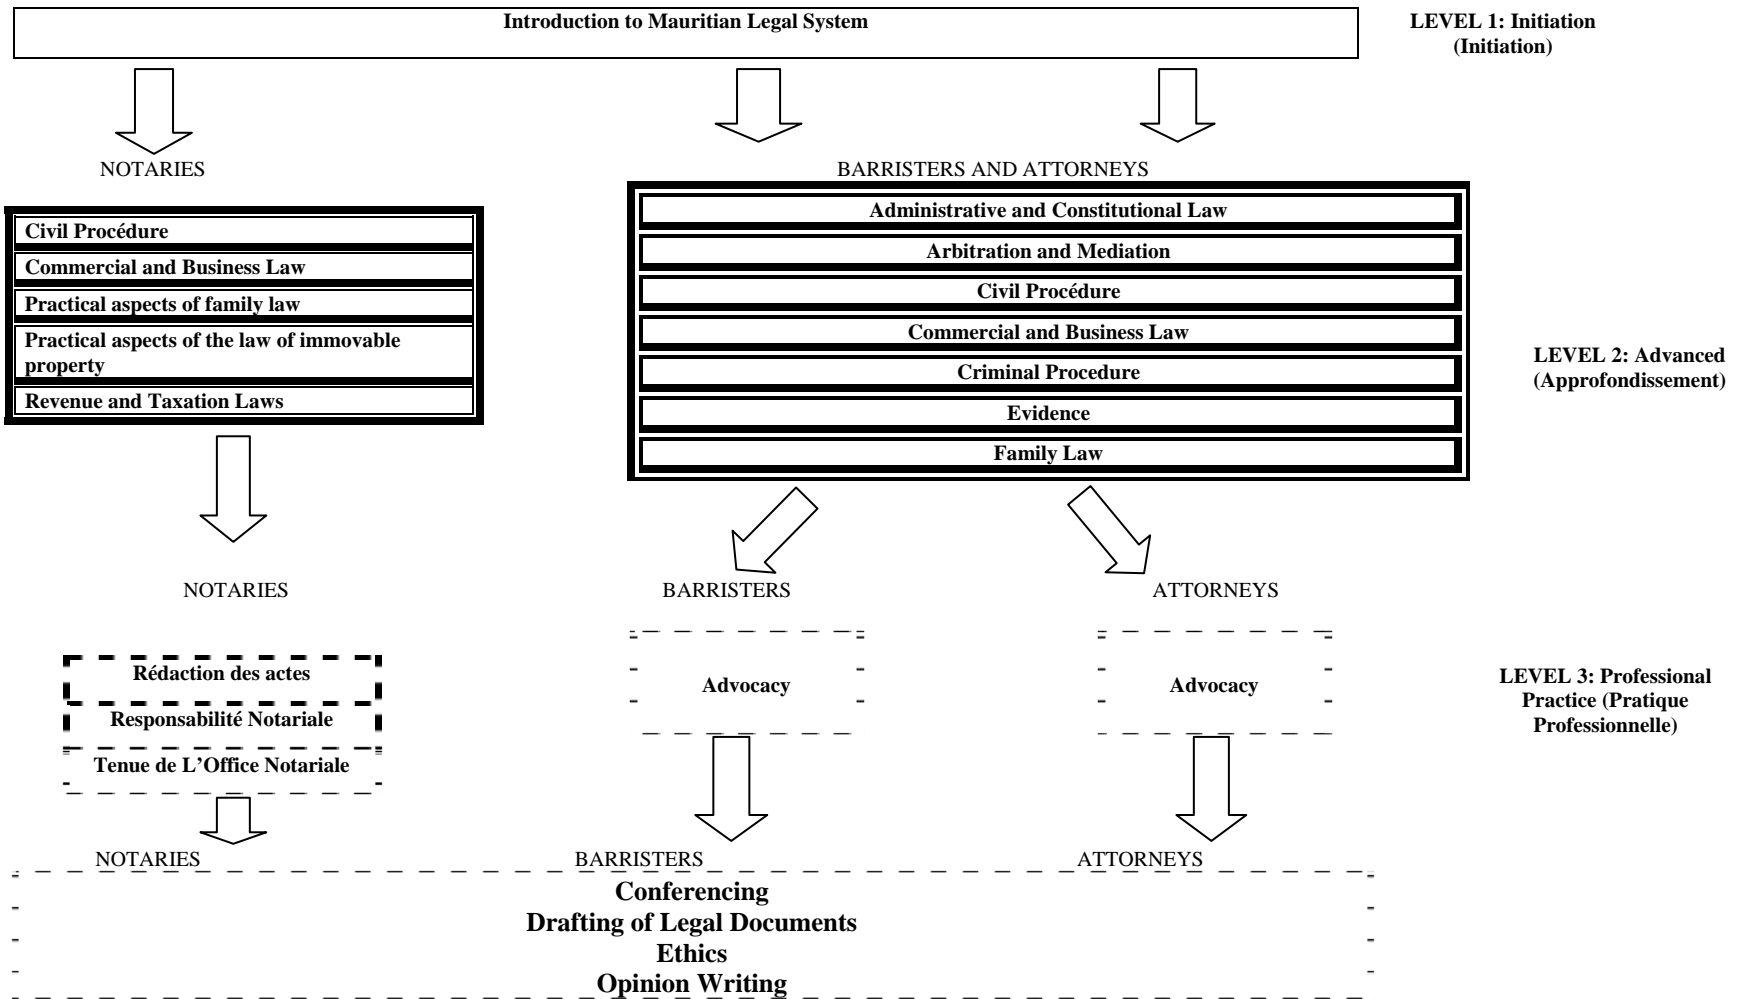 Introduction to Mauritian Legal System
LEVEL 1: Initiation
(Initiation)
NOTARIES
BARRISTERS AND ATTORNEYS
Civil Procédure
Commercial and Business Law
Practical aspects of family law
Practical aspects of the law of immovable
property
Revenue and Taxation Laws
Administrative and Constitutional Law
Arbitration and Mediation
Civil Procédure
Commercial and Business Law
Criminal Procedure
Evidence
Family Law
LEVEL 2: Advanced
(Approfondissement)
NOTARIES
BARRISTERS
ATTORNEYS
Rédaction des actes
Responsabilité Notariale
Tenue de L’Office Notariale
Advocacy
Advocacy
LEVEL 3: Professional
Practice (Pratique
Professionnelle)
NOTARIES
BARRISTERS
ATTORNEYS
Conferencing
Drafting of Legal Documents
Ethics
Opinion Writing